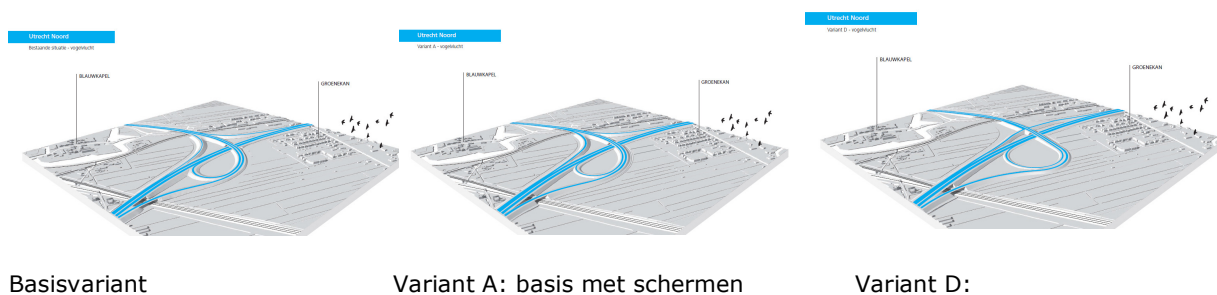 Utrecht Noord
Bestaande situatie - vogelvlucht
BLAUWKAPEL
GROENEKAN
Utrecht Noord
Variant A - vogelvlucht
BLAUWKAPEL
GROENEKAN
Utrecht Noord
Variant D - vogelvlucht
BLAUWKAPEL
GROENEKAN
Basisvariant
Variant A: basis met schermen
Variant D: